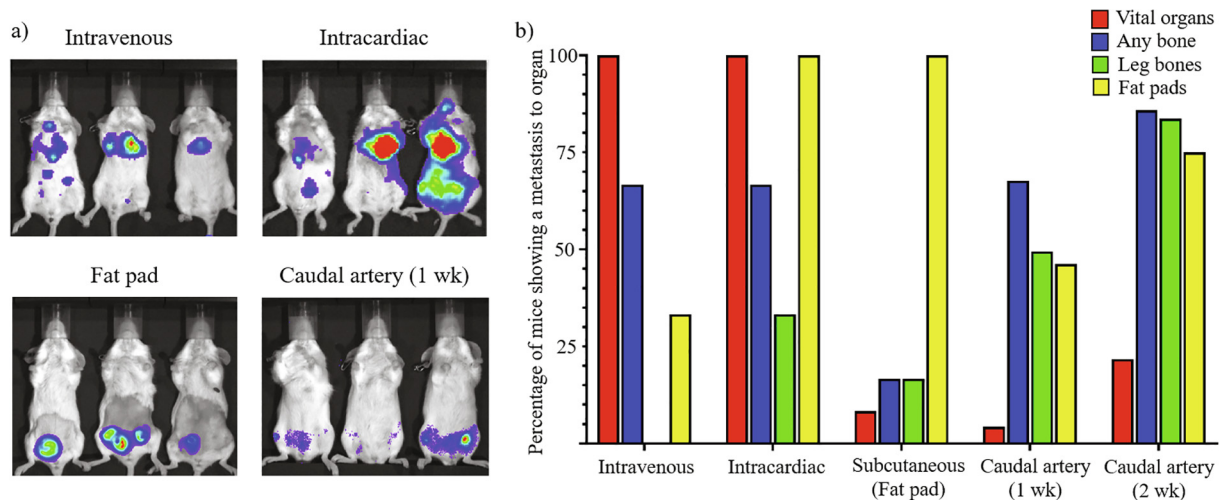 a)
Intravenous
Intracardiac
Fat pad
Caudal artery (1 wk)
b)
Vital organs
Any bone
Leg bones
Fat pads
Percentage of mice showing a metastasis to organ
100
75
50
25
Intravenous
Intracardiac
Subcutaneous
(Fat pad)
Caudal artery
(1 wk)
Caudal artery
(2 wk)